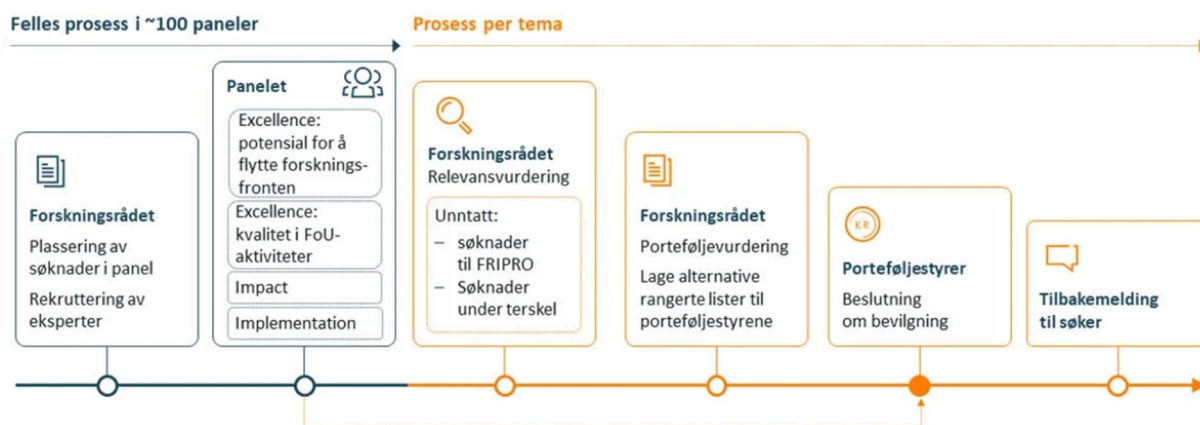 Felles prosess i ~100 paneler
Prosess per tema
Forskningsrådet
Plassering av
søknader i panel
Rekruttering av
eksperter
Panelet
Excellence:
potensial for å
flytte forsknings-
fronten
Excellence:
kvalitet i FoU-
aktiviteter
Impact
Implementation
Forskningsrådet
Relevansvurdering
Unntatt:
– søknader
til FRIPRO
– Søknader
under terskel
Forskningsrådet
Porteføljevurdering
Lage alternative
rangerte lister til
porteføljestyrene
KR
Porteføljestyrer
Beslutning
om bevilgning
Tilbakemelding
til søker